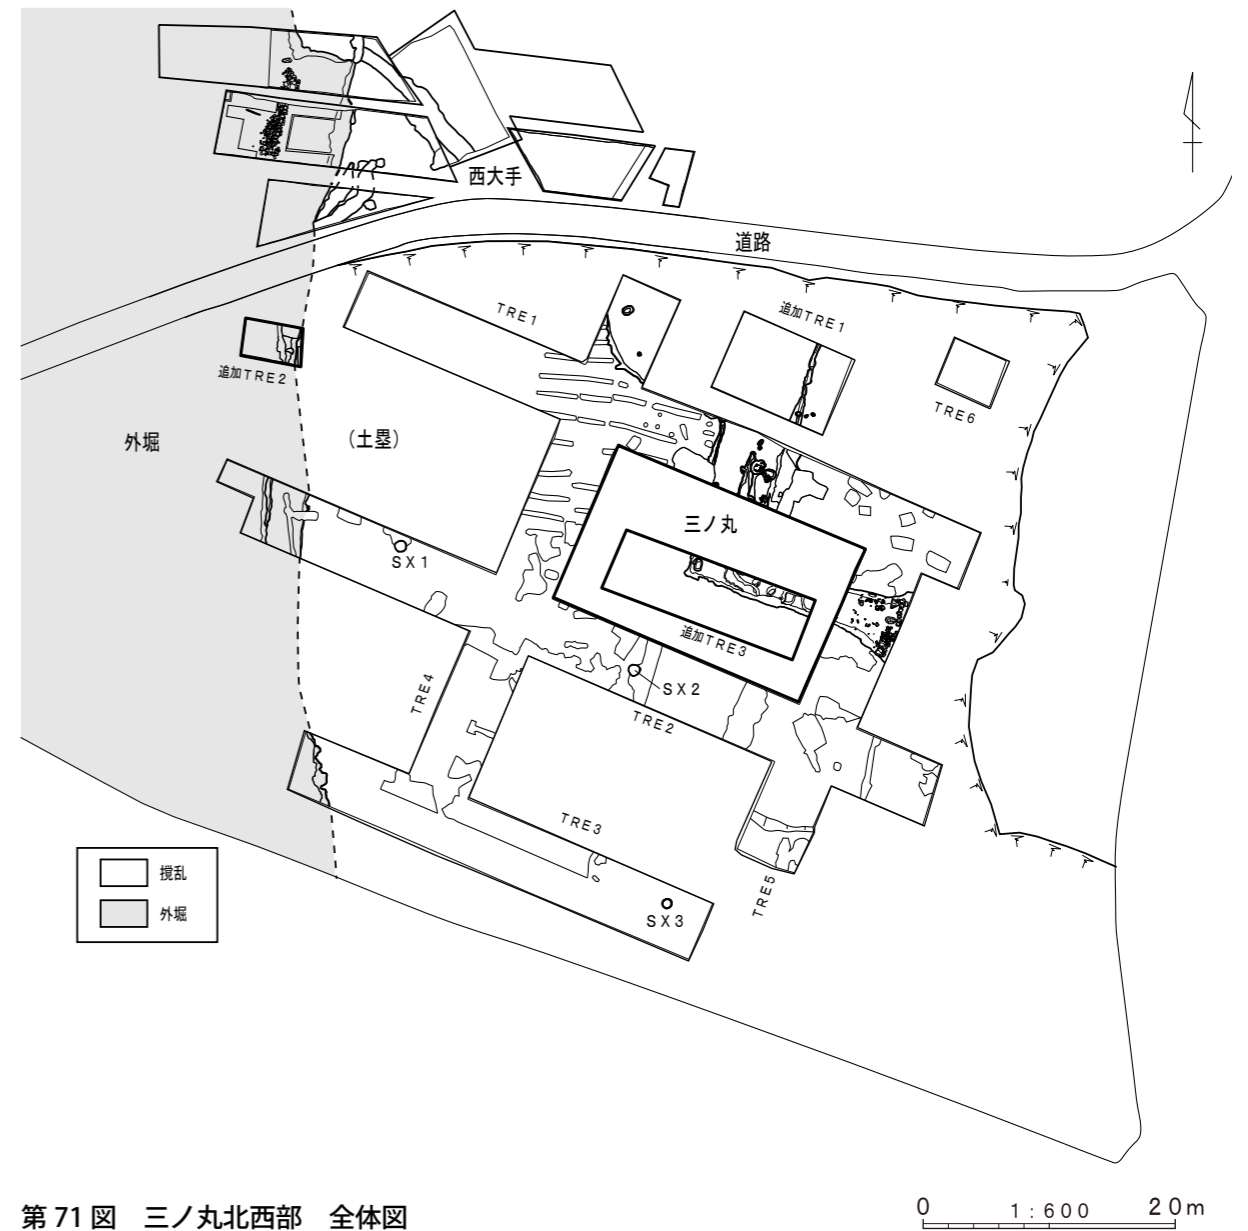 西大手
道路
TRE1
追加TRE1
追加TRE2
TRE6
外堀
（土塁）
三ノ丸
SX1
追加TRE3
SX2
TRE4
TRE2
TRE3
TRE5
SX3
撹乱
外堀
第71図　三ノ丸北西部　全体図
0 1:600 20m